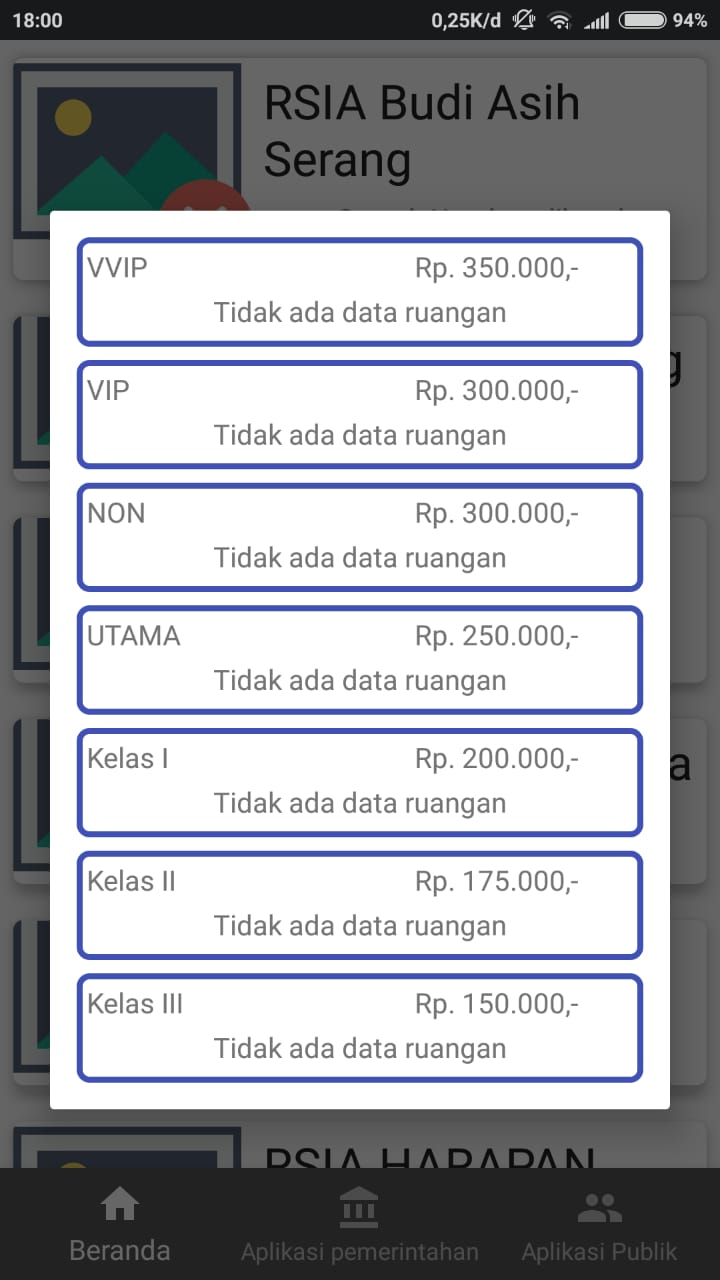 18:00 0,25K/d 94%
RSIA Budi Asih
Serang
VVIP Rp. 350.000,-
Tidak ada data ruangan
VIP Rp. 300.000,-
Tidak ada data ruangan
NON Rp. 300.000,-
Tidak ada data ruangan
UTAMA Rp. 250.000,-
Tidak ada data ruangan
Kelas I Rp. 200.000,-
Tidak ada data ruangan
Kelas II Rp. 175.000,-
Tidak ada data ruangan
Kelas III Rp. 150.000,-
Tidak ada data ruangan
RSIA HARAPAN
Beranda Aplikasi pemerintahan Aplikasi Publik